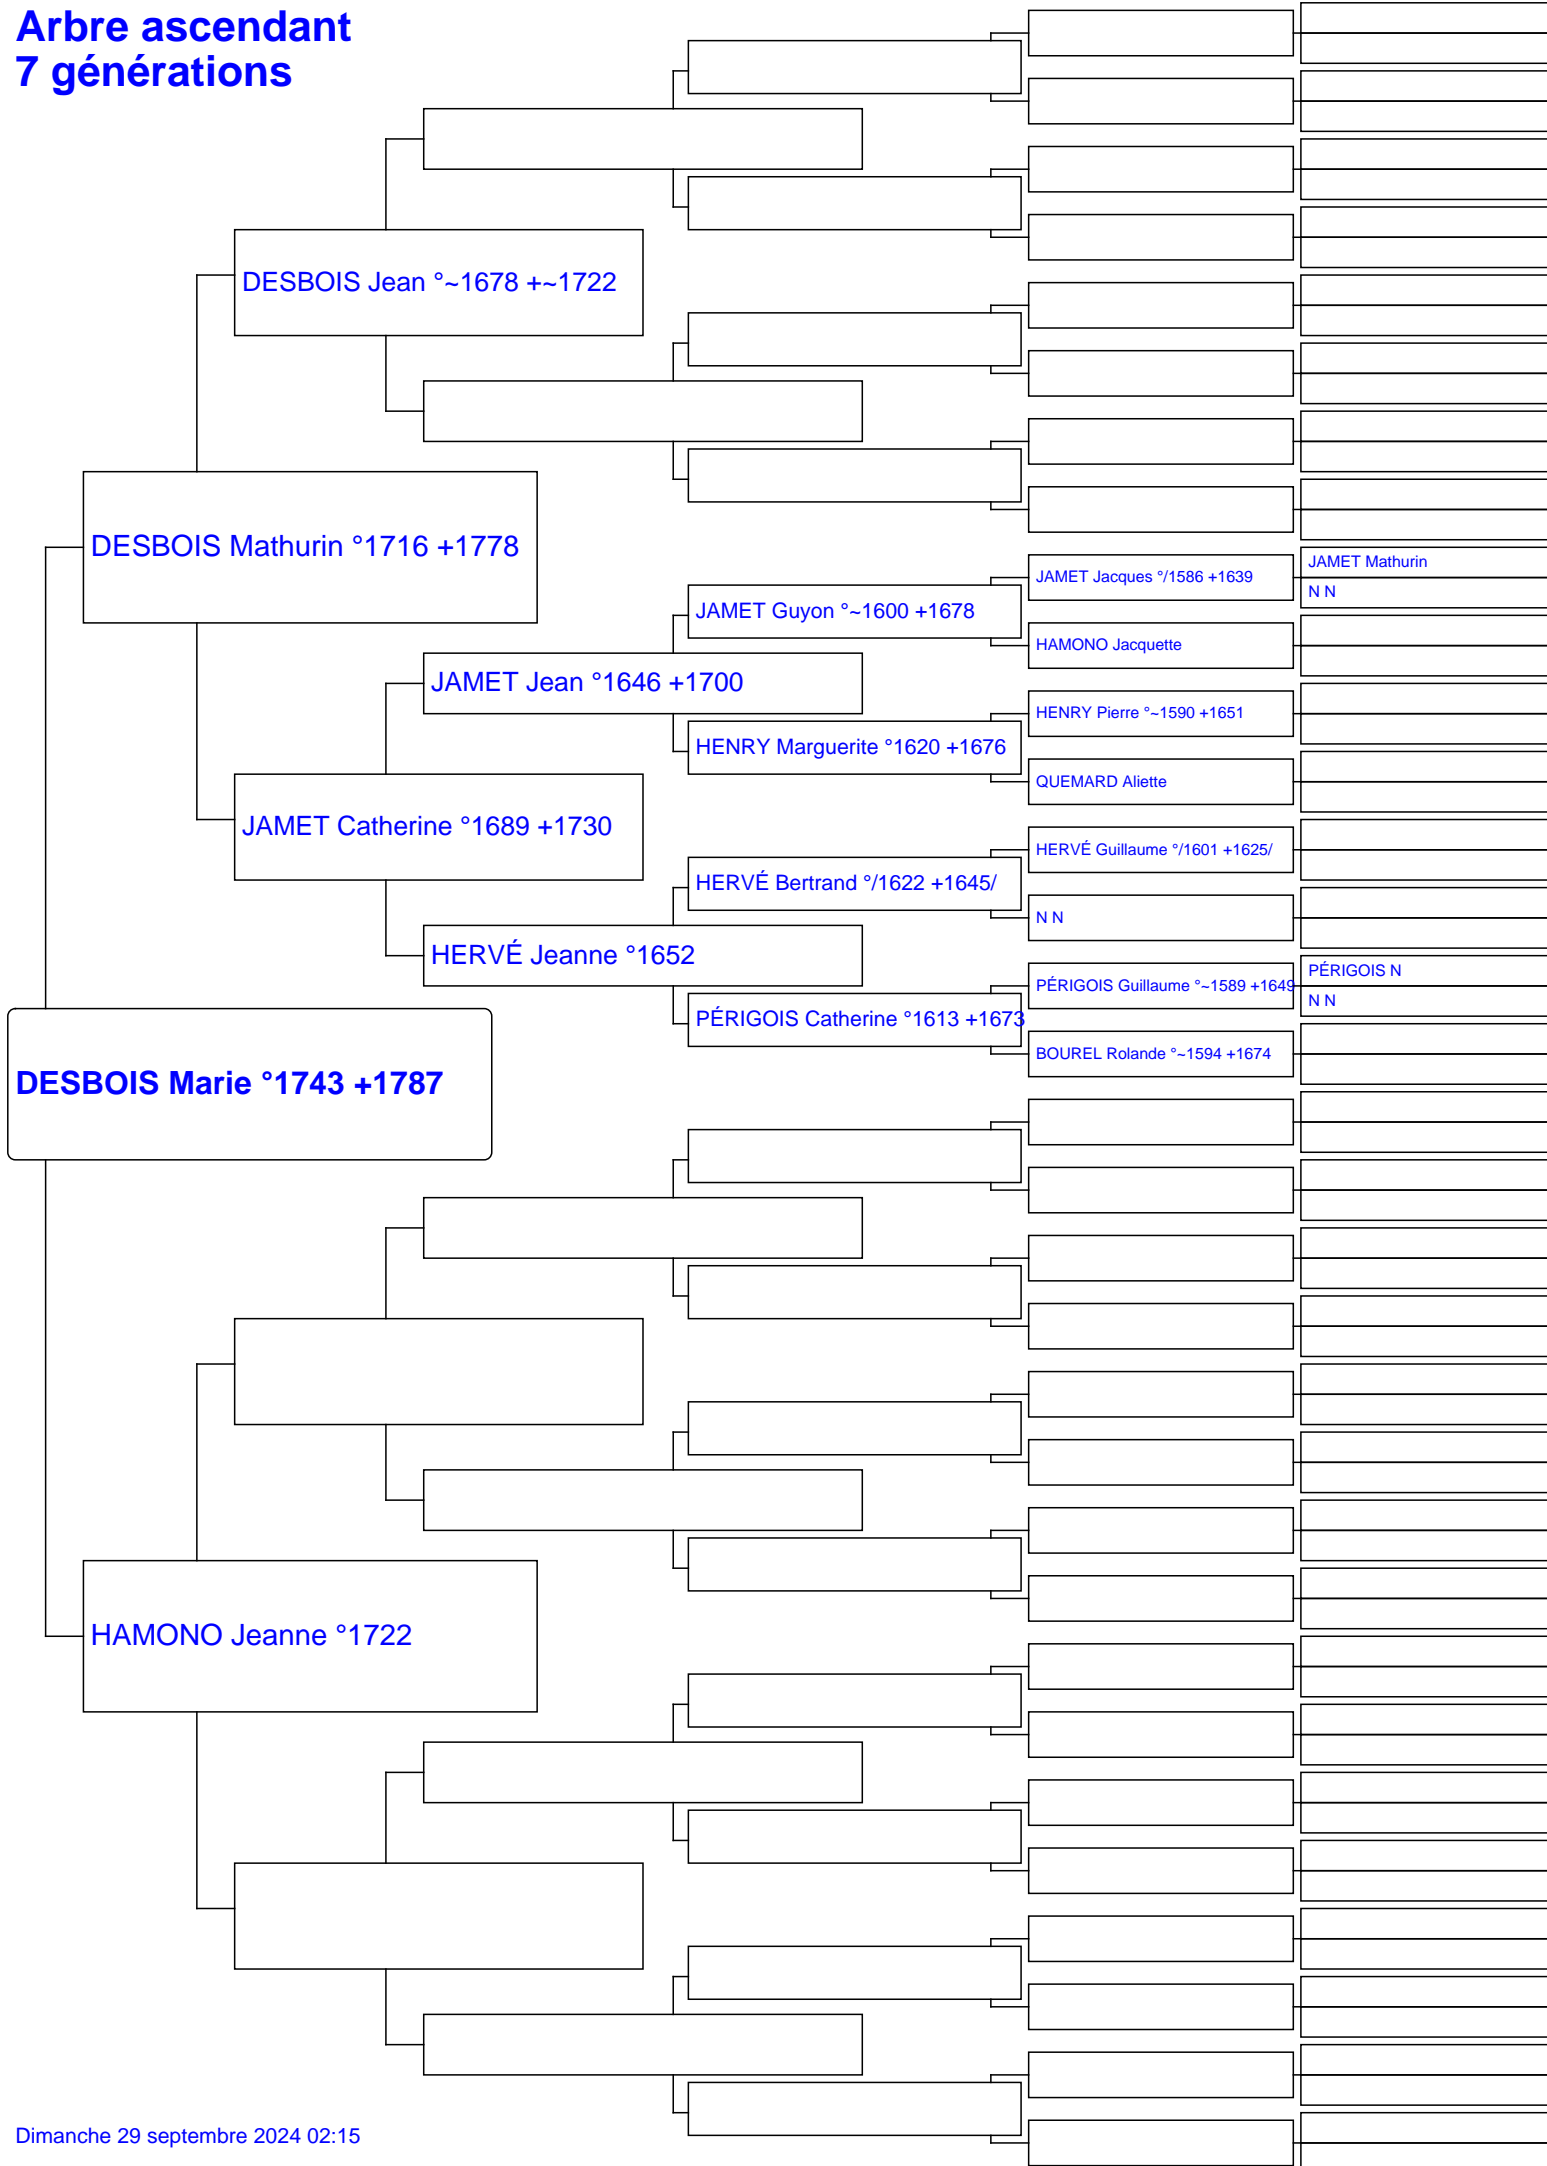 Arbre ascendant
7 générations
DESBOIS Jean °~1678 +~1722
DESBOIS Mathurin °1716 +1778
JAMET Jacques °/1586 +1639
JAMET Mathurin
N N
JAMET Guyon °~1600 +1678
HAMONO Jacquette
JAMET Jean °1646 +1700
HENRY Pierre °~1590 +1651
HENRY Marguerite °1620 +1676
QUEMARD Aliette
JAMET Catherine °1689 +1730
HERVÉ Guillaume °/1601 +1625/
HERVÉ Bertrand °/1622 +1645/
N N
HERVÉ Jeanne °1652
PÉRIGOIS Guillaume °~1589 +1649
PÉRIGOIS N
N N
PÉRIGOIS Catherine °1613 +1673
BOUREL Rolande °~1594 +1674
DESBOIS Marie °1743 +1787
HAMONO Jeanne °1722
Dimanche 29 septembre 2024 02:15